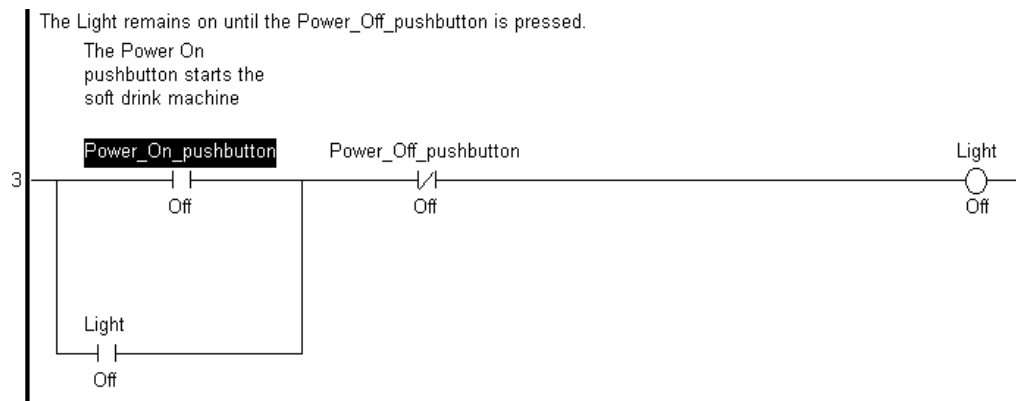 The Light remains on until the Power_Off_pushbutton is pressed.
The Power On
pushbutton starts the
soft drink machine
Power_On_pushbutton Power_Off_pushbutton Light
3
Off Off Off
Light
Off